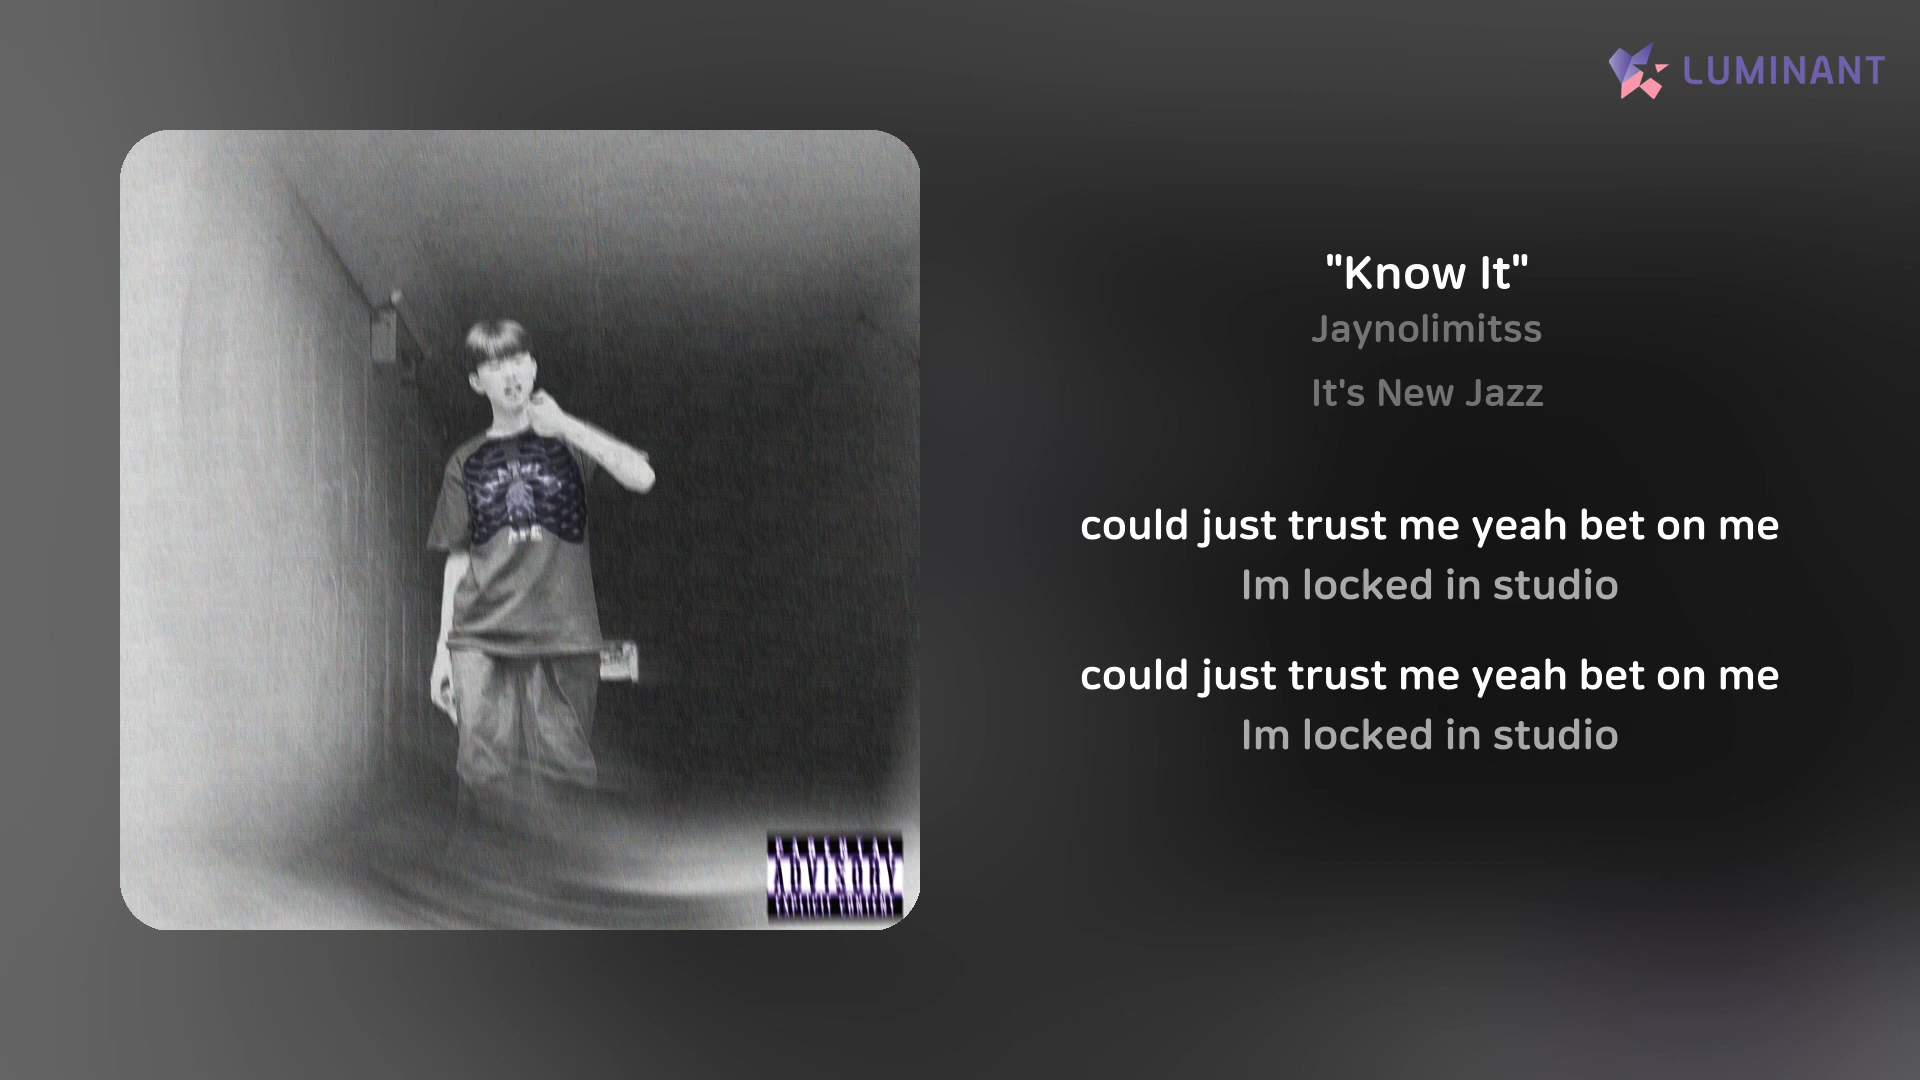 LUMINANT
"Know It"
Jaynolimitss
It's New Jazz
could just trust me yeah bet on me
Im locked in studio
could just trust me yeah bet on me
Im locked in studio
ADVISORY